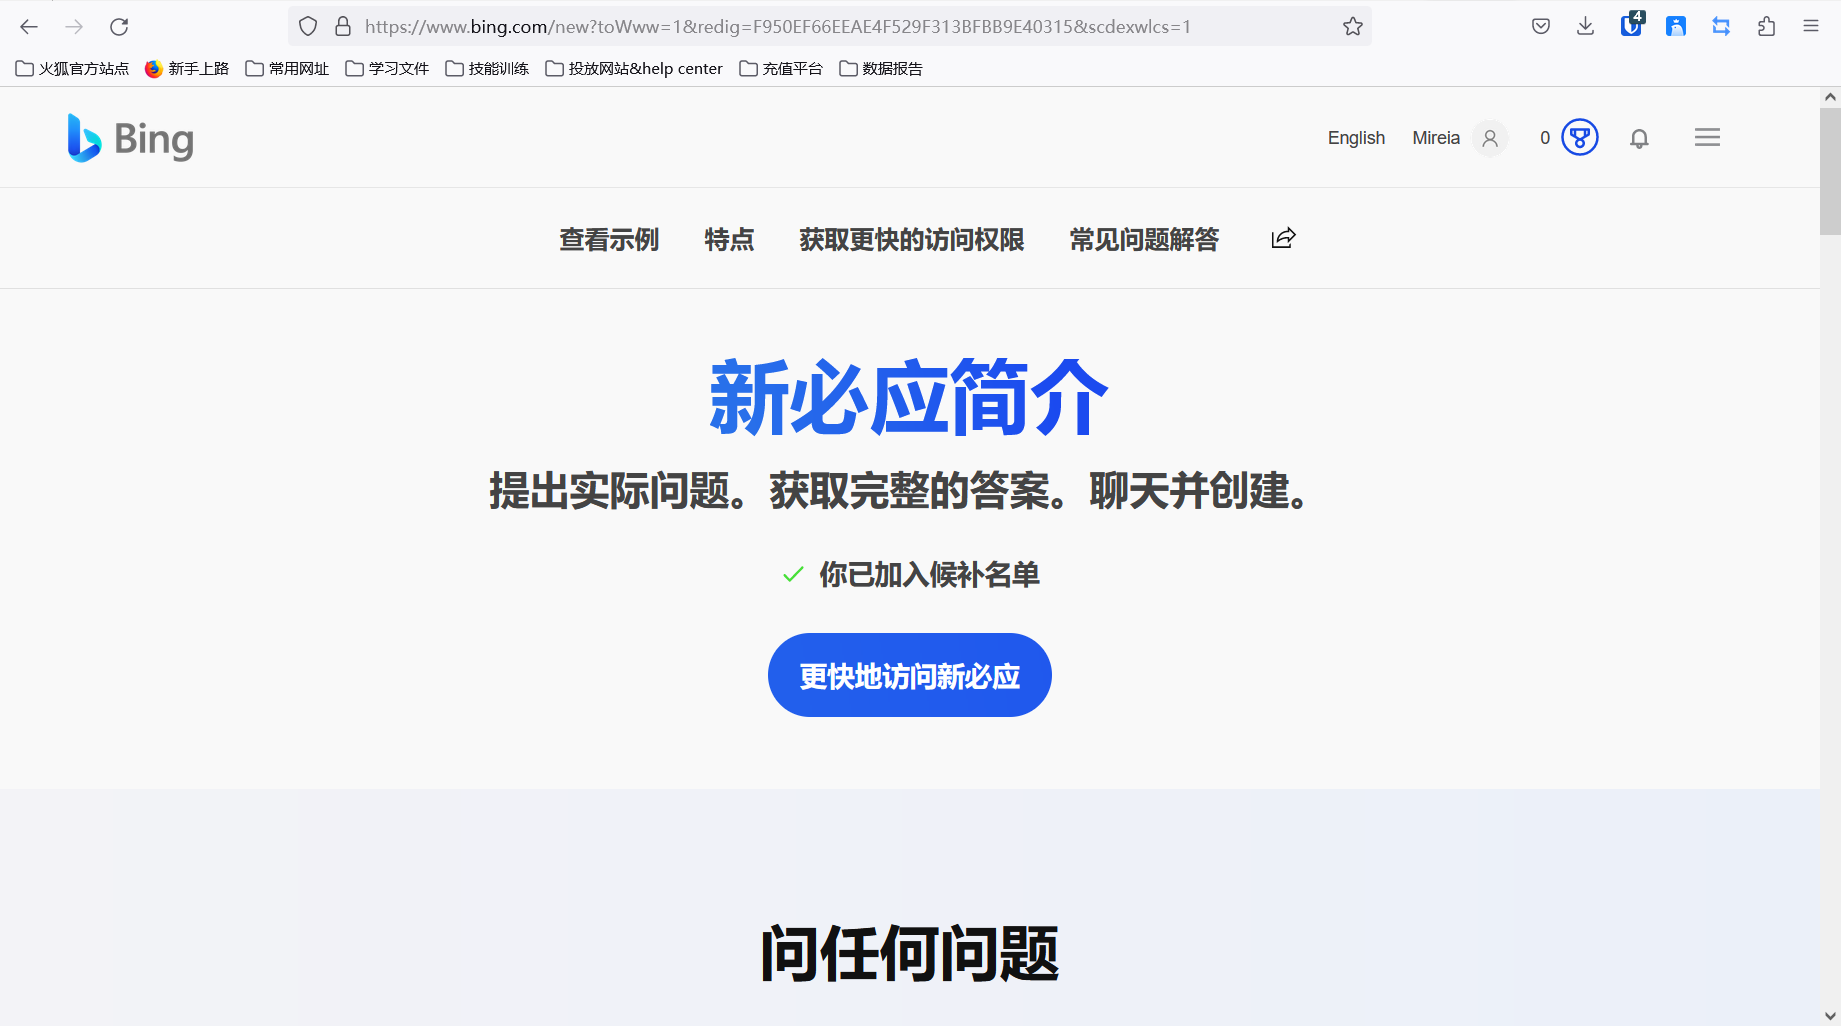 https://www.bing.com/new?toWww=1&redig=F950EF66EEAE4F529F313BFBB9E40315&scdexwlcs=1
4
火狐官方站点 新手上路 常用网址 学习文件 技能训练 投放网站&help center 充值平台 数据报告
Bing English Mireia 0
查看示例 特点 获取更快的访问权限 常见问题解答
新必应简介
提出实际问题。获取完整的答案。聊天并创建。
你已加入候补名单
更快地访问新必应
问任何问题